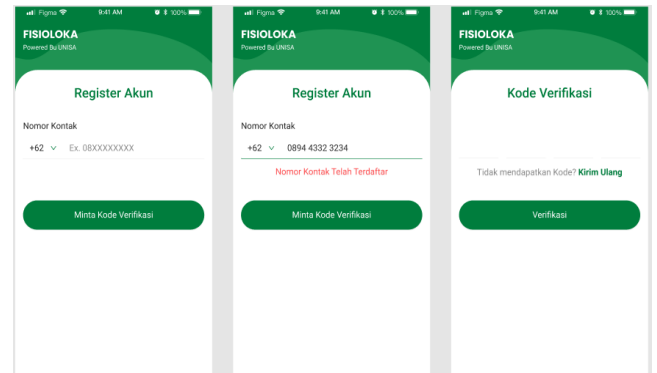 Figma 9:41 AM 100%
FISIOLOKA
Powered Bu UNISA
Register Akun
Nomor Kontak
+62 Ex. 08XXXXXXXX
Minta Kode Verifikasi
Figma 9:41 AM 100%
FISIOLOKA
Powered Bu UNISA
Register Akun
Nomor Kontak
+62 0894 4332 3234
Nomor Kontak Telah Terdaftar
Minta Kode Verifikasi
Figma 9:41 AM 100%
FISIOLOKA
Powered Bu UNISA
Kode Verifikasi
Tidak mendapatkan Kode? Kirim Ulang
Verifikasi